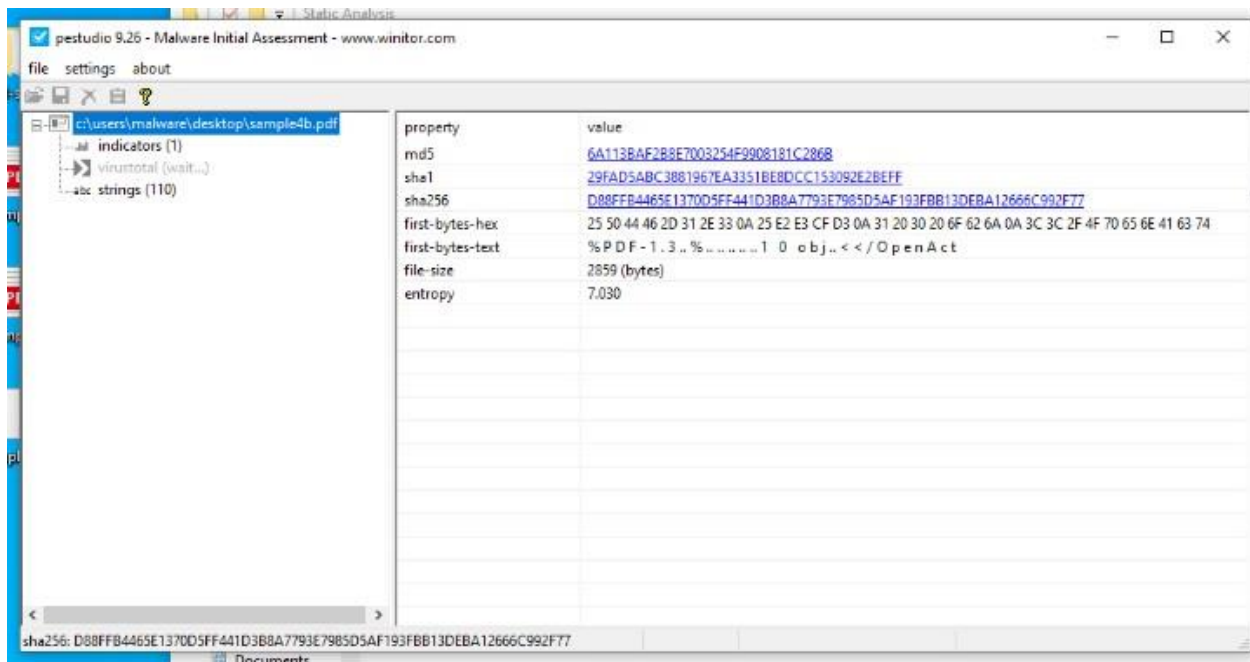 Static Analysis
pestudio 9.26 - Malware Initial Assessment - www.winitor.com
file settings about
c:\users\malware\desktop\sample4b.pdf
indicators (1)
virustotal (wait...)
abc strings (110)
property value
md5 6A113BAF2B8E7003254F9908181C286B
sha1 29FAD5ABC3881967EA3351BE8DCC153092E2BEFF
sha256 D88FFB4465E1370D5FF441D3B8A7793E7985D5AF193FBB13DEBA12666C992F77
first-bytes-hex 25 50 44 46 2D 31 2E 33 0A 25 E2 E3 CF D3 0A 31 20 30 20 6F 62 6A 0A 3C 3C 2F 4F 70 65 6E 41 63 74
first-bytes-text %PDF-1.3..%.......1 0 obj..<</OpenAct
file-size 2859 (bytes)
entropy 7.030
sha256: D88FFB4465E1370D5FF441D3B8A7793E7985D5AF193FBB13DEBA12666C992F77
Documents